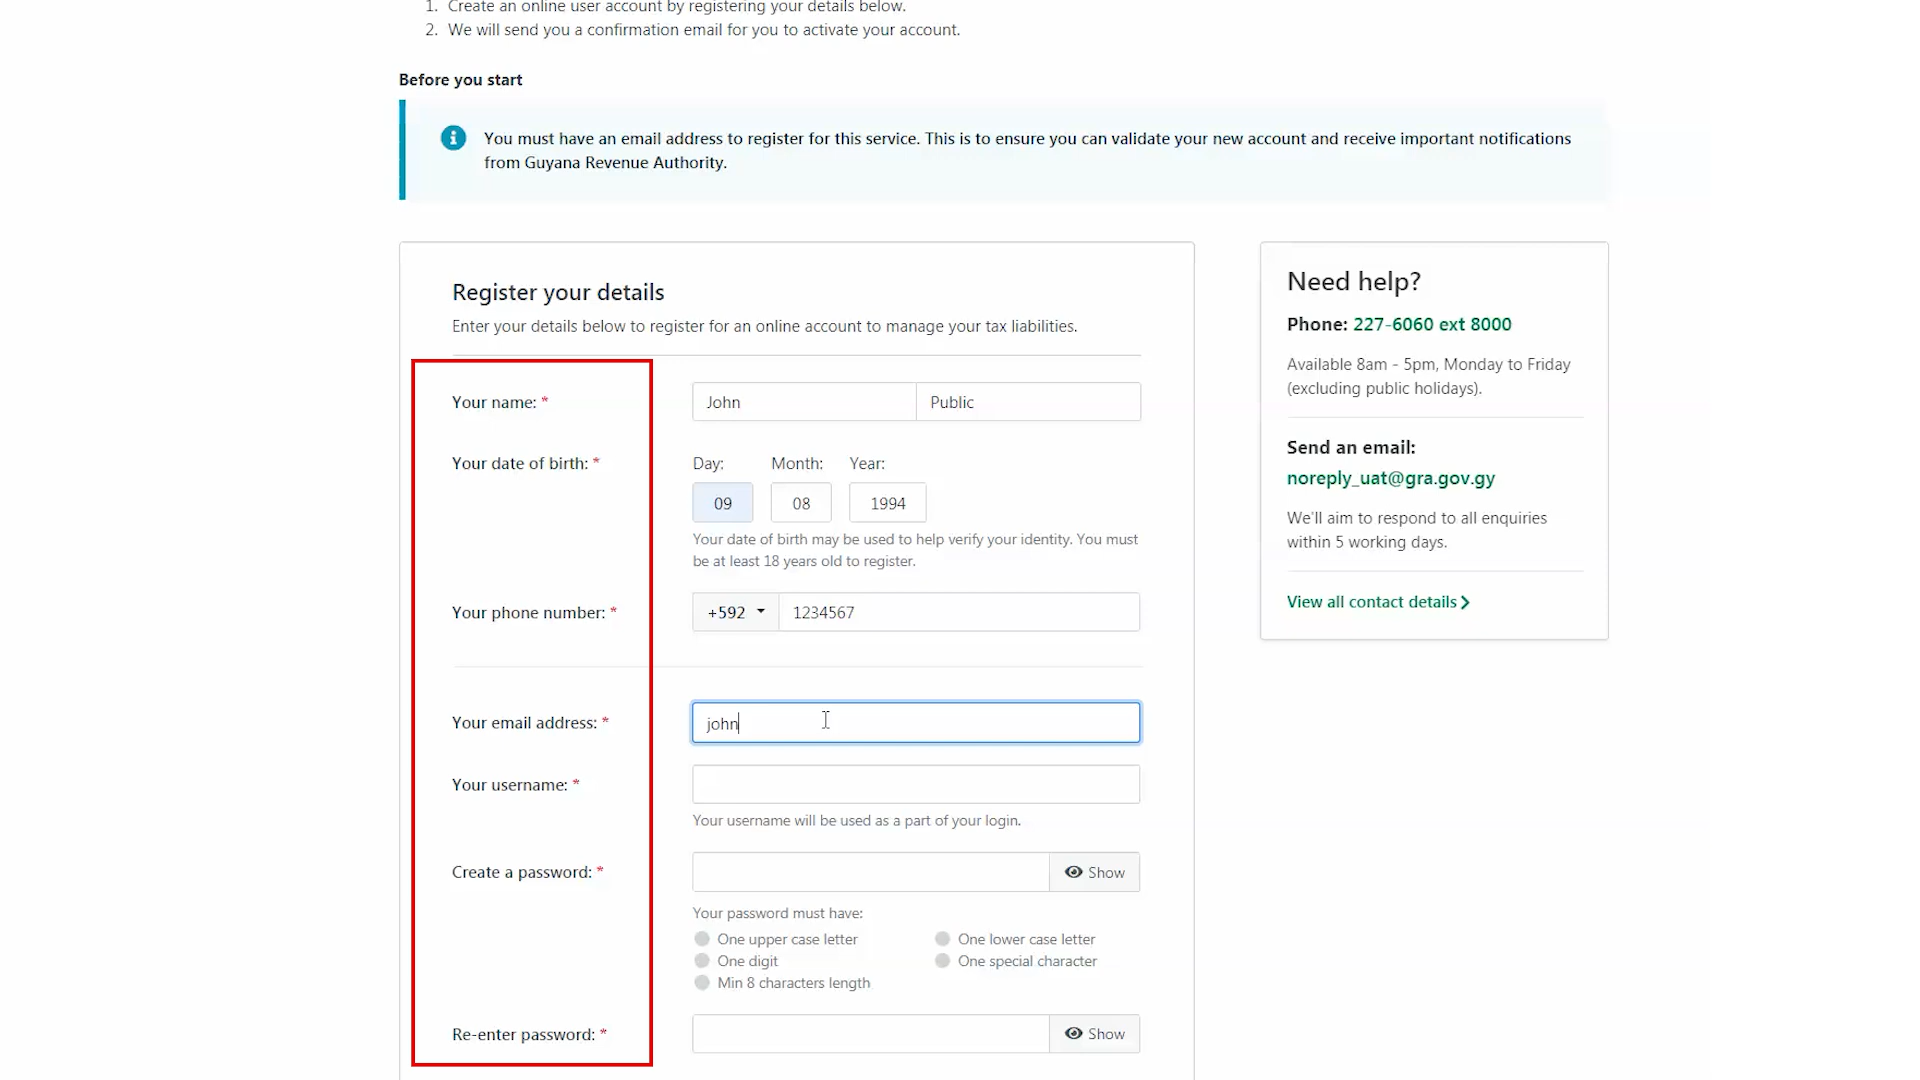 1. Create an online user account by registering your details below.
2. We will send you a confirmation email for you to activate your account.
Before you start
You must have an email address to register for this service. This is to ensure you can validate your new account and receive important notifications
from Guyana Revenue Authority.
Register your details
Enter your details below to register for an online account to manage your tax liabilities.
Your name: *
John
Public
Your date of birth: *
Day:
Month:
Year:
09
08
1994
Your date of birth may be used to help verify your identity. You must
be at least 18 years old to register.
Your phone number: *
+592
1234567
Your email address: *
john
Your username: *
Your username will be used as a part of your login.
Create a password: *
Show
Your password must have:
One upper case letter
One lower case letter
One digit
One special character
Min 8 characters length
Re-enter password: *
Show
Need help?
Phone: 227-6060 ext 8000
Available 8am - 5pm, Monday to Friday
(excluding public holidays).
Send an email:
noreply_uat@gra.gov.gy
We'll aim to respond to all enquiries
within 5 working days.
View all contact details